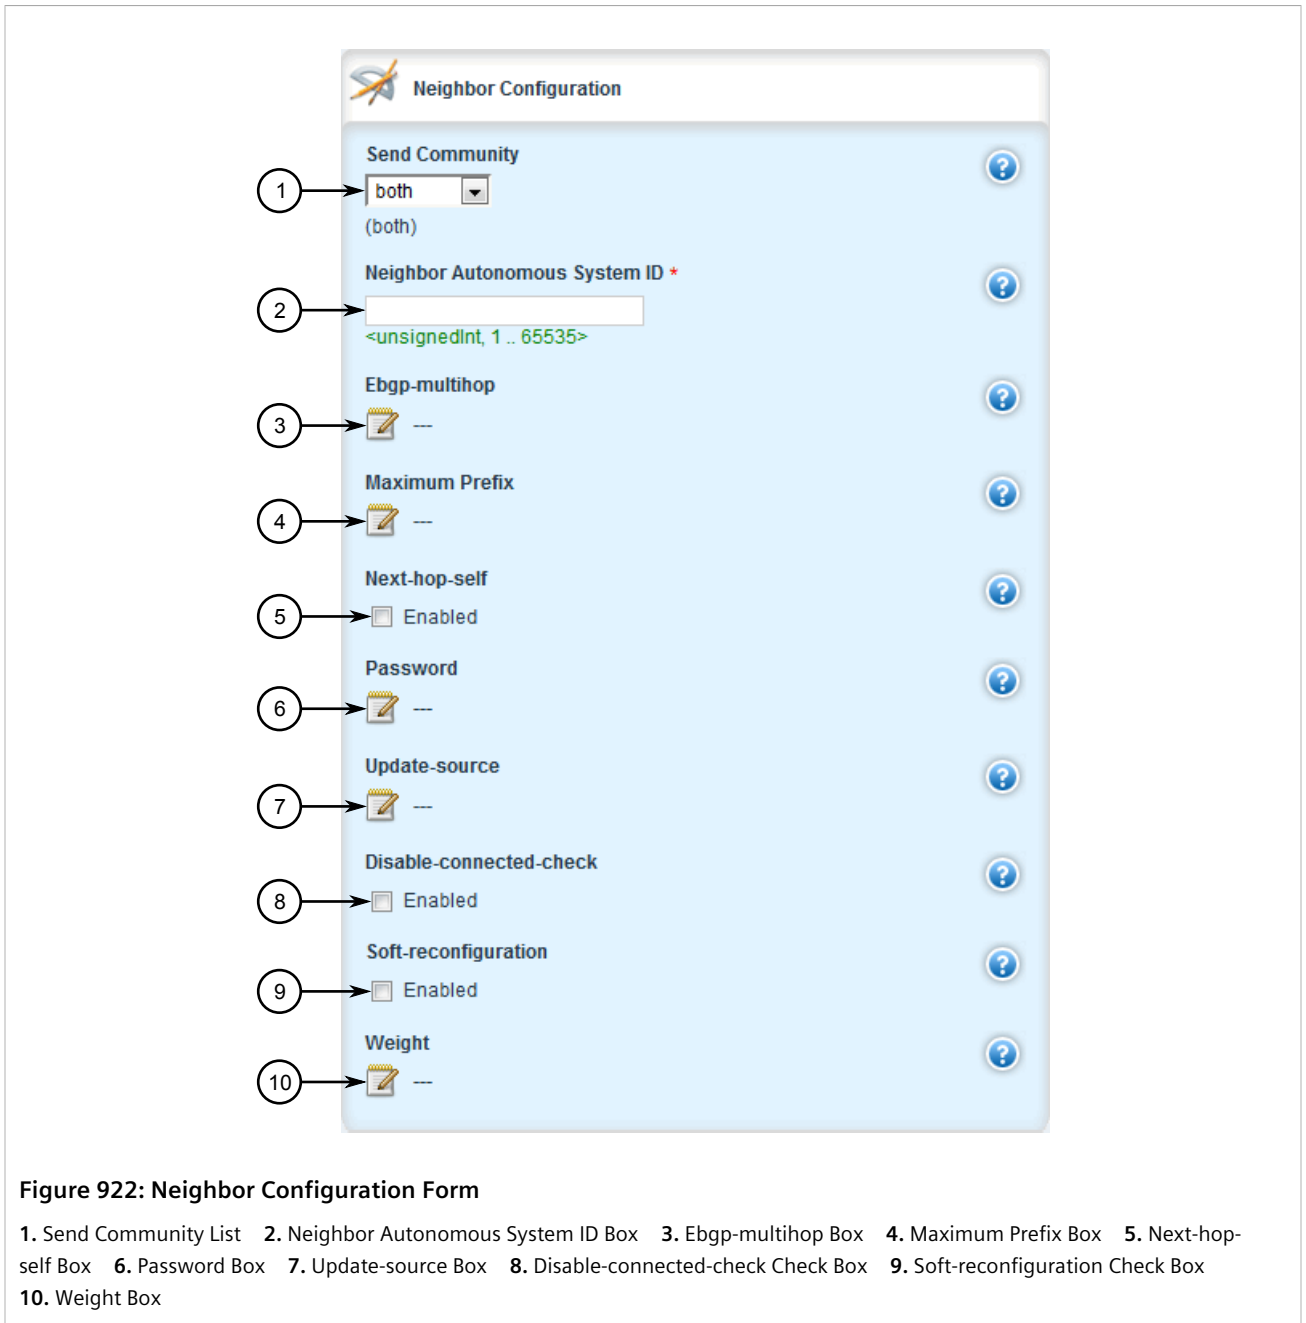 Neighbor Configuration
Send Community
1
both
(both)
Neighbor Autonomous System ID *
2
<unsignedInt, 1 .. 65535>
Ebgp-multihop
3
---
Maximum Prefix
4
---
Next-hop-self
5
Enabled
Password
6
---
Update-source
7
---
Disable-connected-check
8
Enabled
Soft-reconfiguration
9
Enabled
Weight
10
---
Figure 922: Neighbor Configuration Form
1. Send Community List 2. Neighbor Autonomous System ID Box 3. Ebgp-multihop Box 4. Maximum Prefix Box 5. Next-hop-
self Box 6. Password Box 7. Update-source Box 8. Disable-connected-check Check Box 9. Soft-reconfiguration Check Box
10. Weight Box